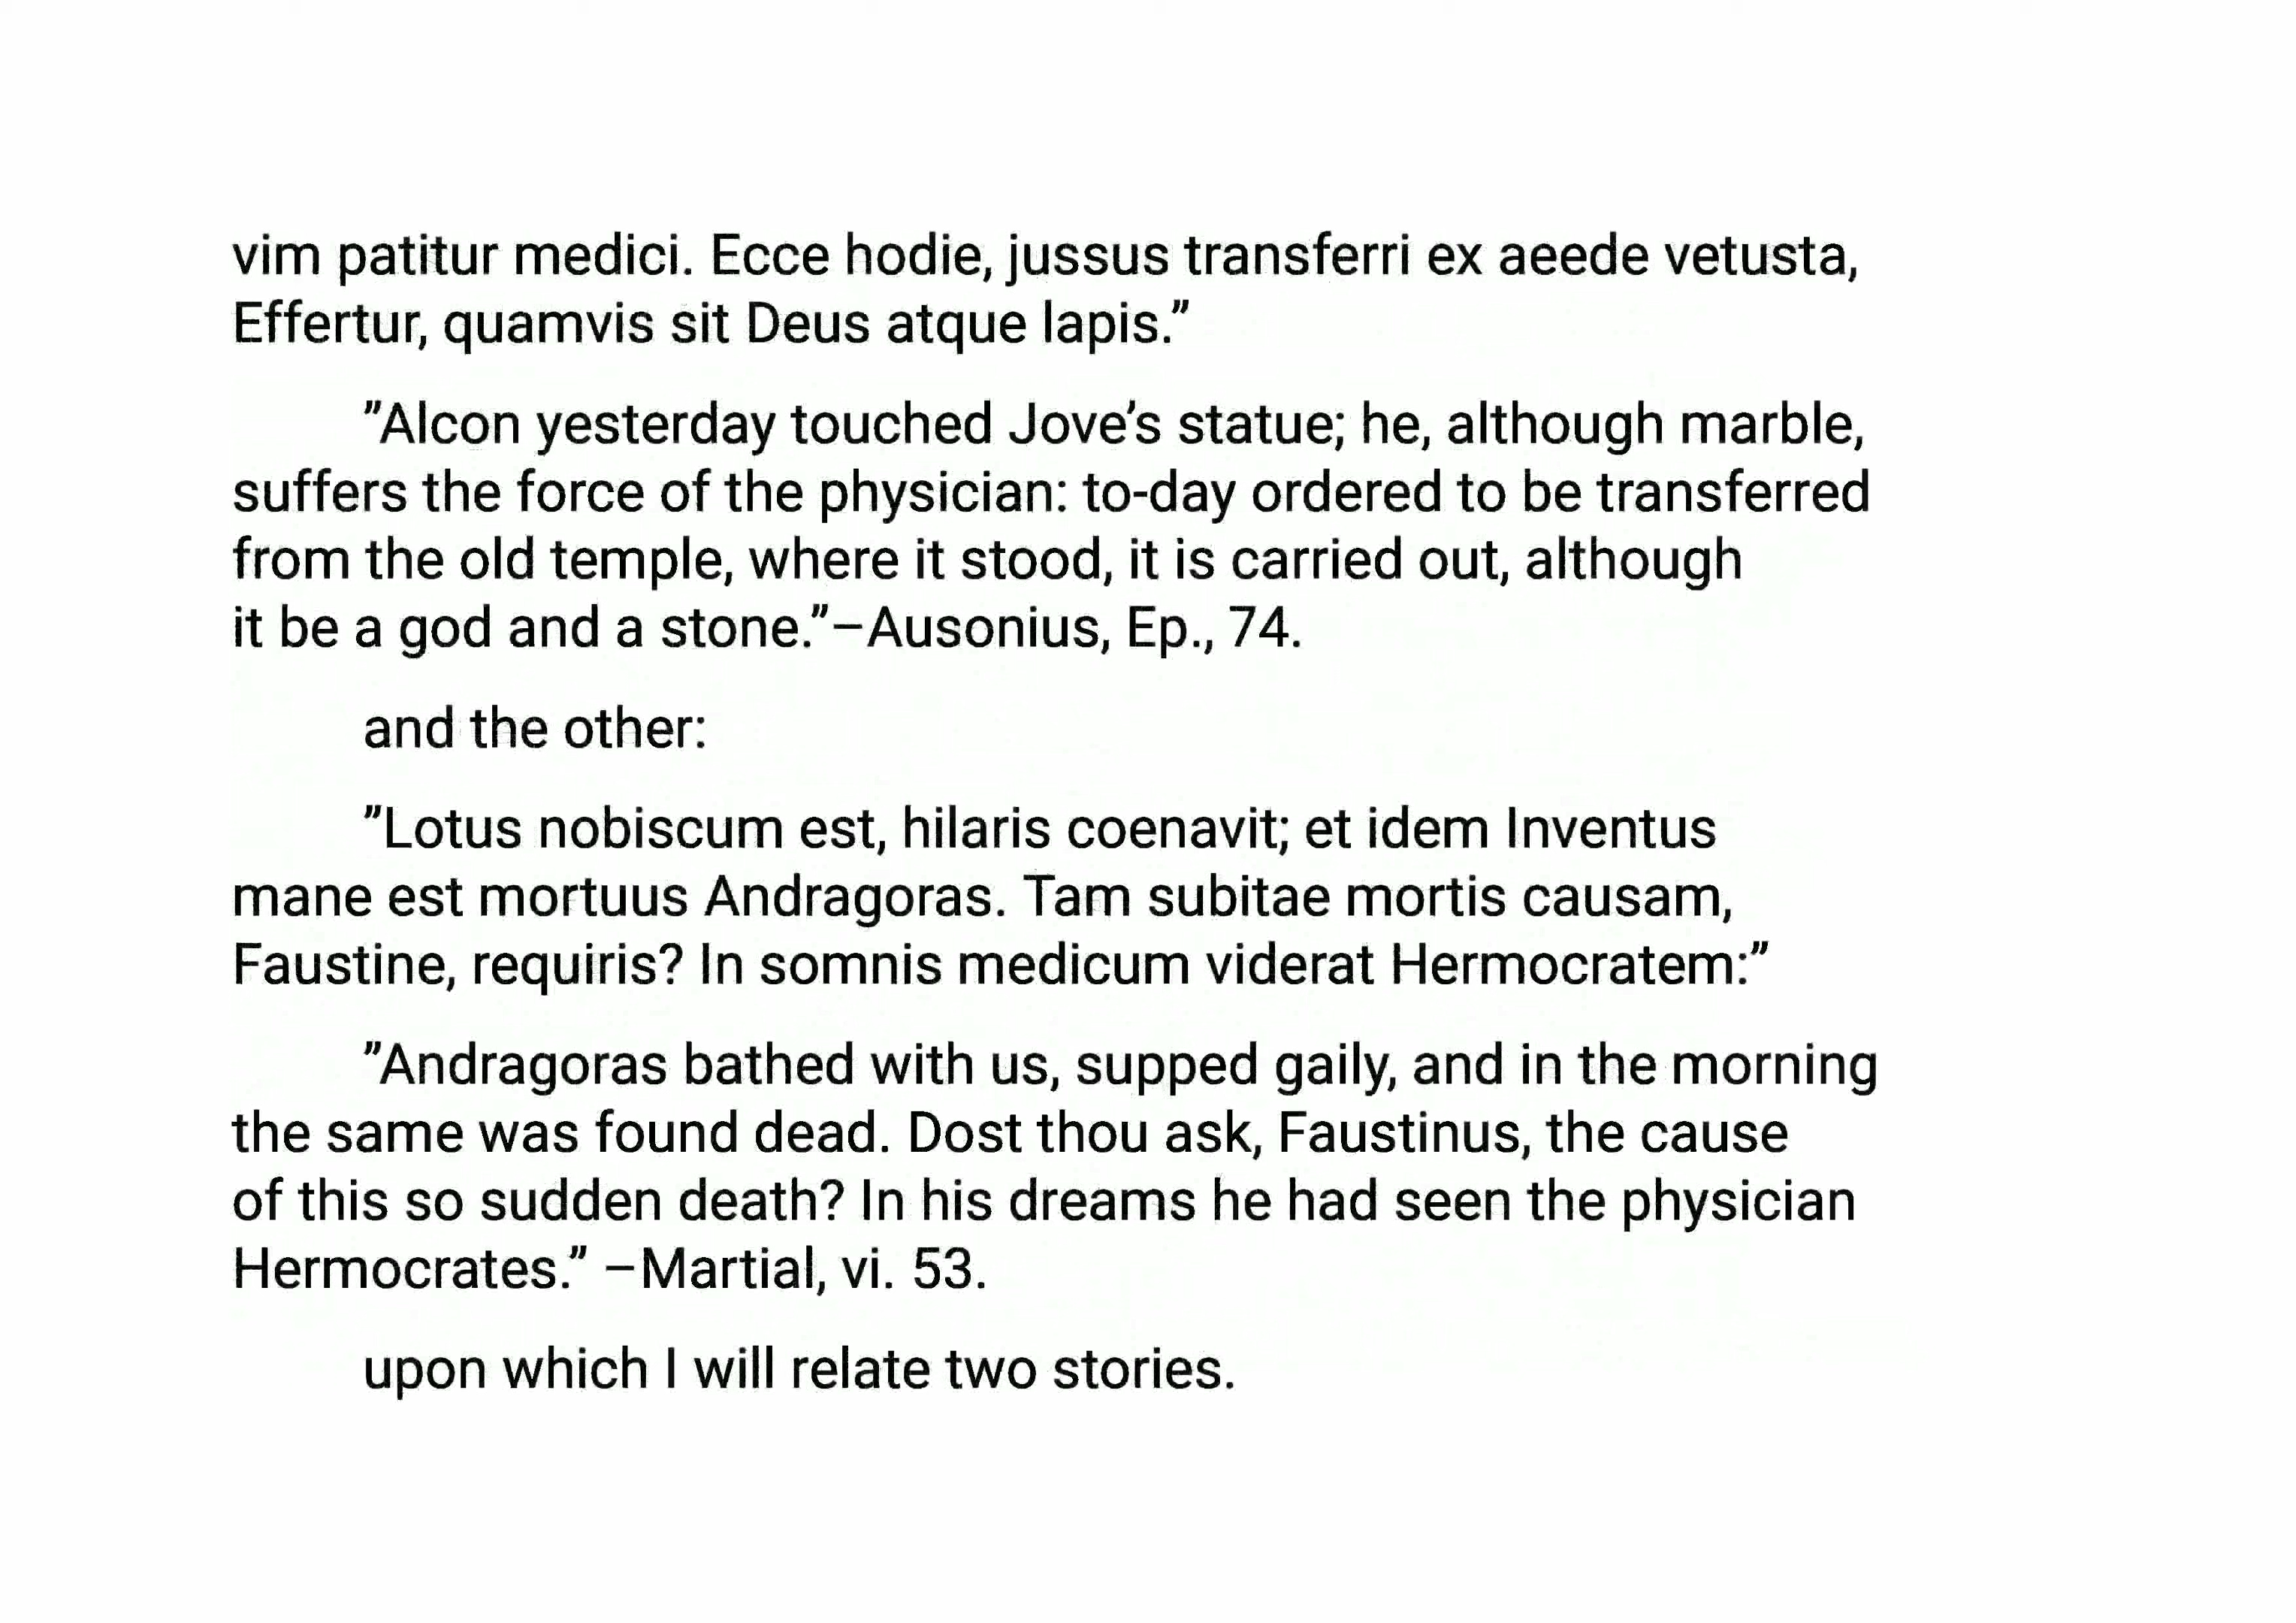 vim patitur medici. Ecce hodie, jussus transferri ex aeede vetusta,
Effertur, quamvis sit Deus atque lapis.”
”Alcon yesterday touched Jove’s statue; he, although marble,
suffers the force of the physician: to-day ordered to be transferred
from the old temple, where it stood, it is carried out, although
it be a god and a stone.”—Ausonius, Ep., 74.
and the other:
”Lotus nobiscum est, hilaris coenavit; et idem Inventus
mane est mortuus Andragoras. Tam subitae mortis causam,
Faustine, requiris? In somnis medicum viderat Hermocratem:”
”Andragoras bathed with us, supped gaily, and in the morning
the same was found dead. Dost thou ask, Faustinus, the cause
of this so sudden death? In his dreams he had seen the physician
Hermocrates.” —Martial, vi. 53.
upon which I will relate two stories.